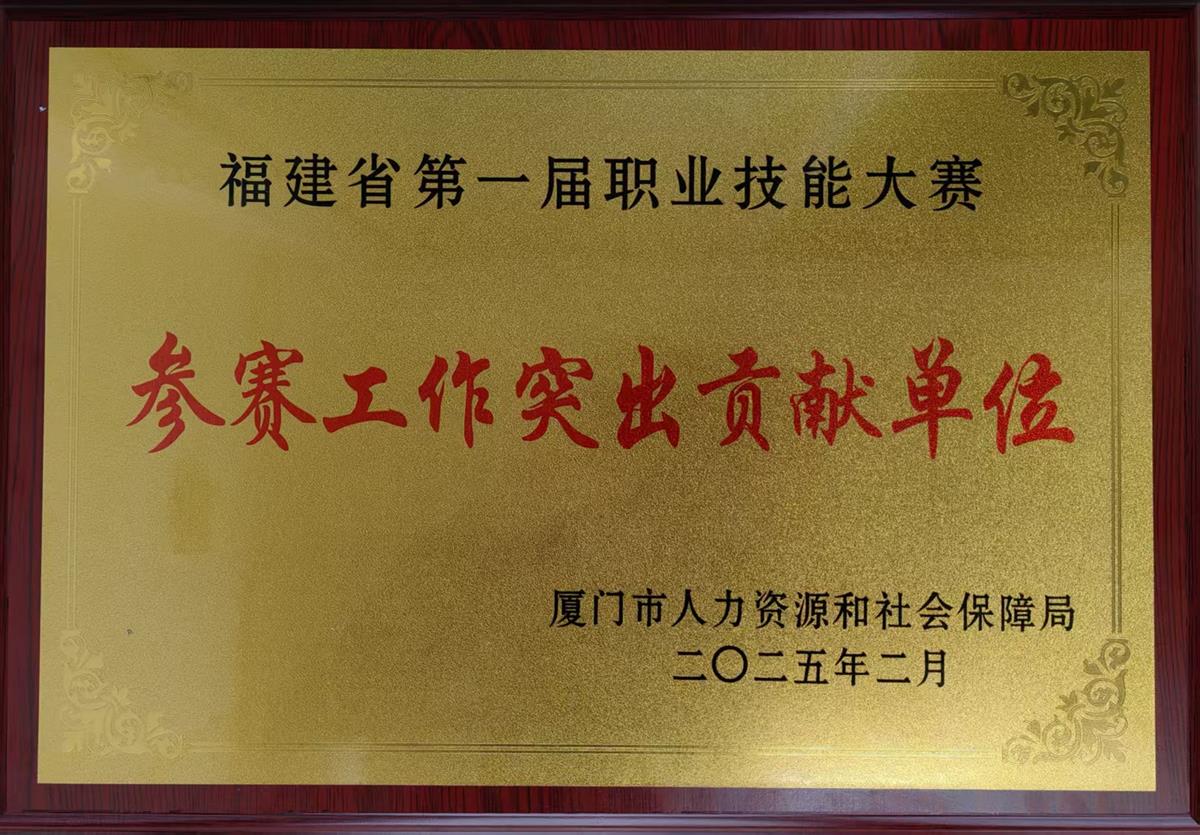 福建省第一届职业技能大赛
参赛工作突出贡献单位
厦门市人力资源和社会保障局
二〇二五年二月